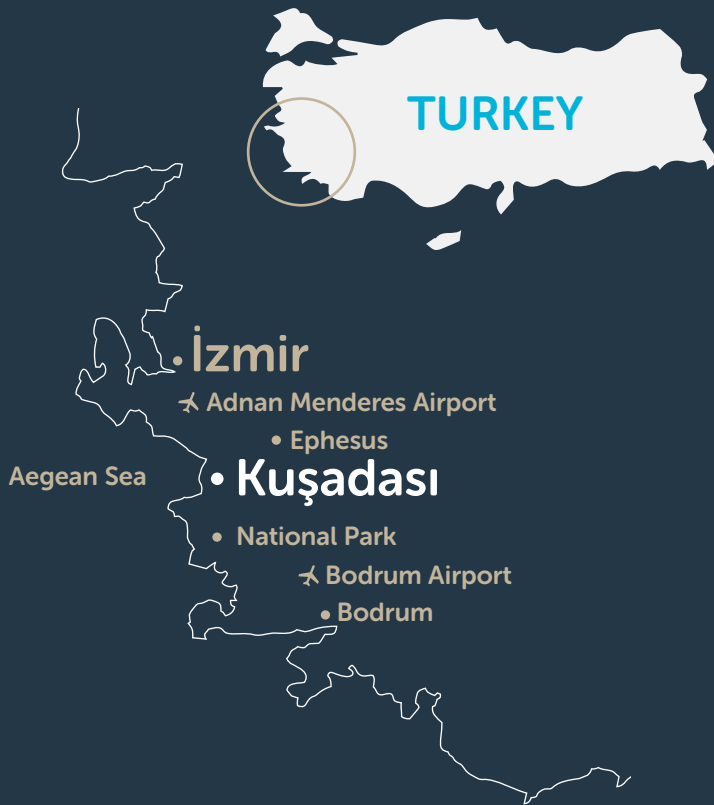 TURKEY
İzmir
Adnan Menderes Airport
Ephesus
Aegean Sea
Kuşadası
National Park
Bodrum Airport
Bodrum